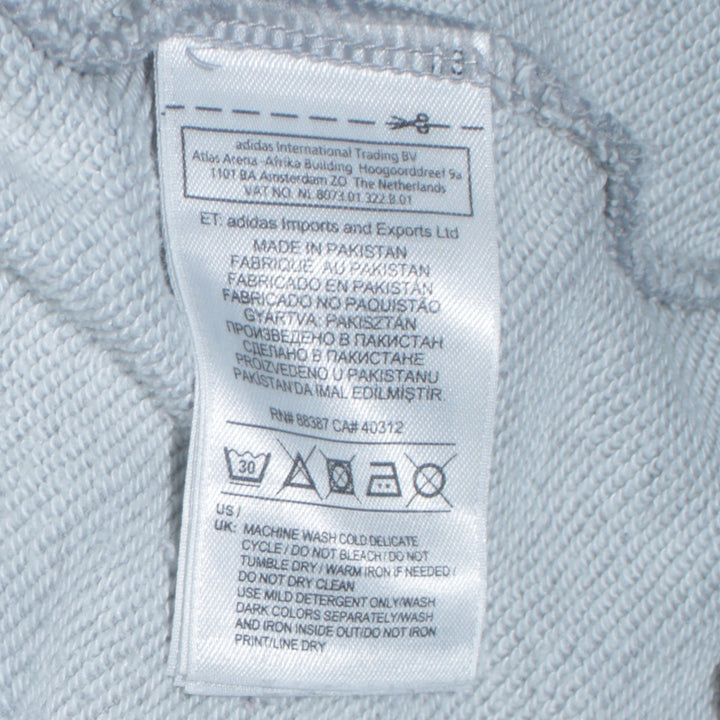 adidas International Trading BV
Atlas Arena -Afrika Building Hoogoorddreef 9a
1101 BA Amsterdam ZO The Netherlands
VAT NO. NL 8073.01.322.B.01
ET: adidas Imports and Exports Ltd
MADE IN PAKISTAN
FABRIQUÉ AU PAKISTAN
FABRICADO EN PAKISTÁN
FABRICADO NO PAQUISTÃO
GYÁRTVA: PAKISZTÁN
ПРОИЗВЕДЕНО В ПАКИСТАН
СДЕЛАНО В ПАКИСТАНЕ
PROIZVEDENO U PAKISTANU
PAKİSTAN'DA İMAL EDİLMİŞTİR.
RN# 88387 CA# 40312
30
US /
UK: MACHINE WASH COLD DELICATE
CYCLE / DO NOT BLEACH / DO NOT
TUMBLE DRY / WARM IRON IF NEEDED /
DO NOT DRY CLEAN
USE MILD DETERGENT ONLY/WASH
DARK COLORS SEPARATELY/WASH
AND IRON INSIDE OUT/DO NOT IRON
PRINT/LINE DRY